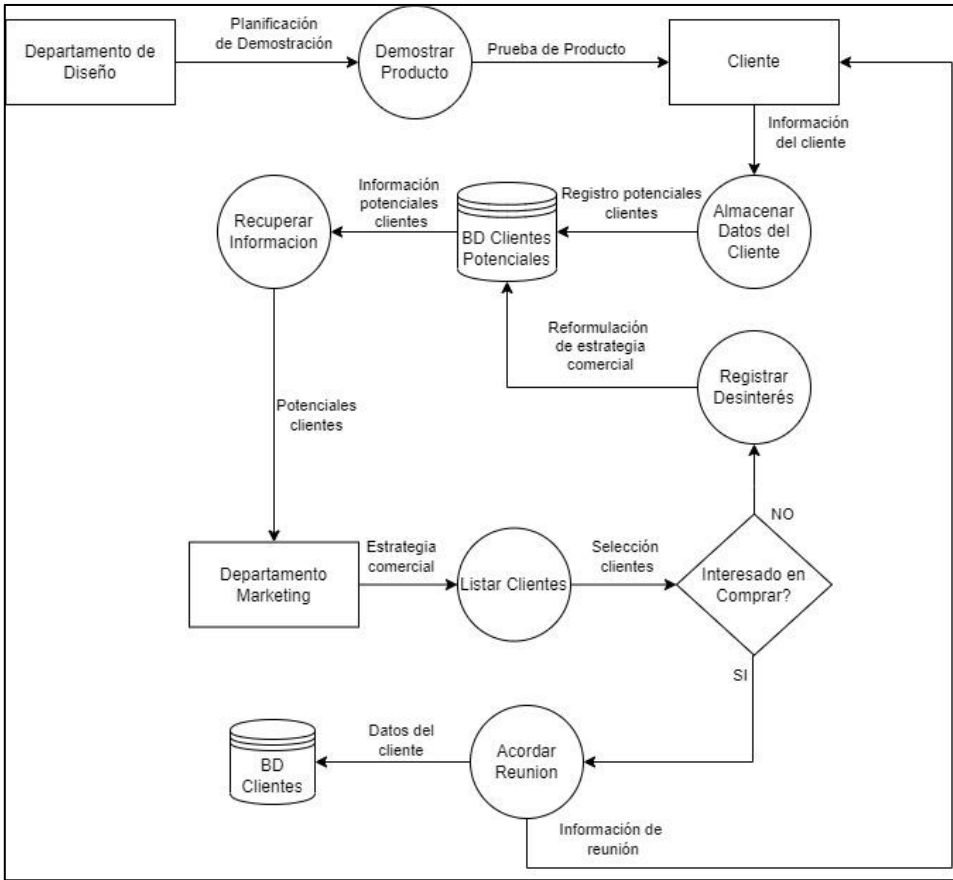 Departamento de
Diseño
Planificación
de Demostración
Demostrar
Producto
Prueba de Producto
Cliente
Información
del cliente
Almacenar
Datos del
Cliente
Registro potenciales
clientes
BD Clientes
Potenciales
Información
potenciales
clientes
Recuperar
Informacion
Reformulación
de estrategia
comercial
Registrar
Desinterés
Potenciales
clientes
NO
Departamento
Marketing
Estrategia
comercial
Listar Clientes
Selección
clientes
Interesado en
Comprar?
SI
Acordar
Reunion
Datos del
cliente
BD
Clientes
Información de
reunión